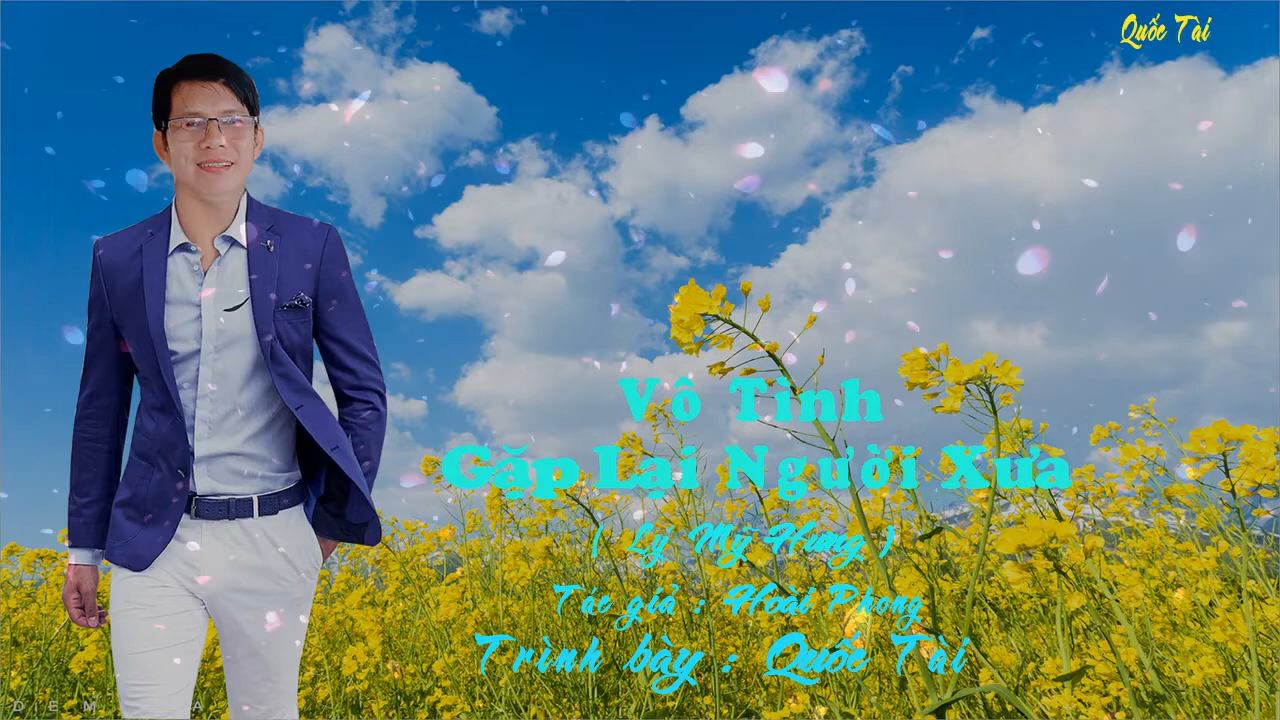 Quốc Tài
Vô Tình
Gặp Lại Người Xưa
( Lý Mỹ Hưng )
Tác giả : Hoài Phong
Trình bày : Quốc Tài